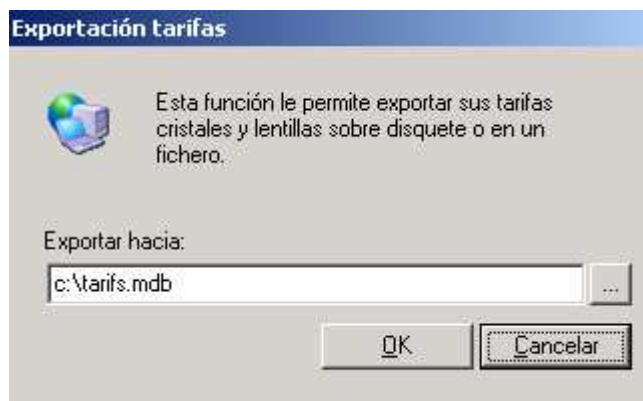 Exportación tarifas
Esta función le permite exportar sus tarifas
cristales y lentillas sobre disquete o en un
fichero.
Exportar hacia:
c:\tarifs.mdb
...
OK
Cancelar